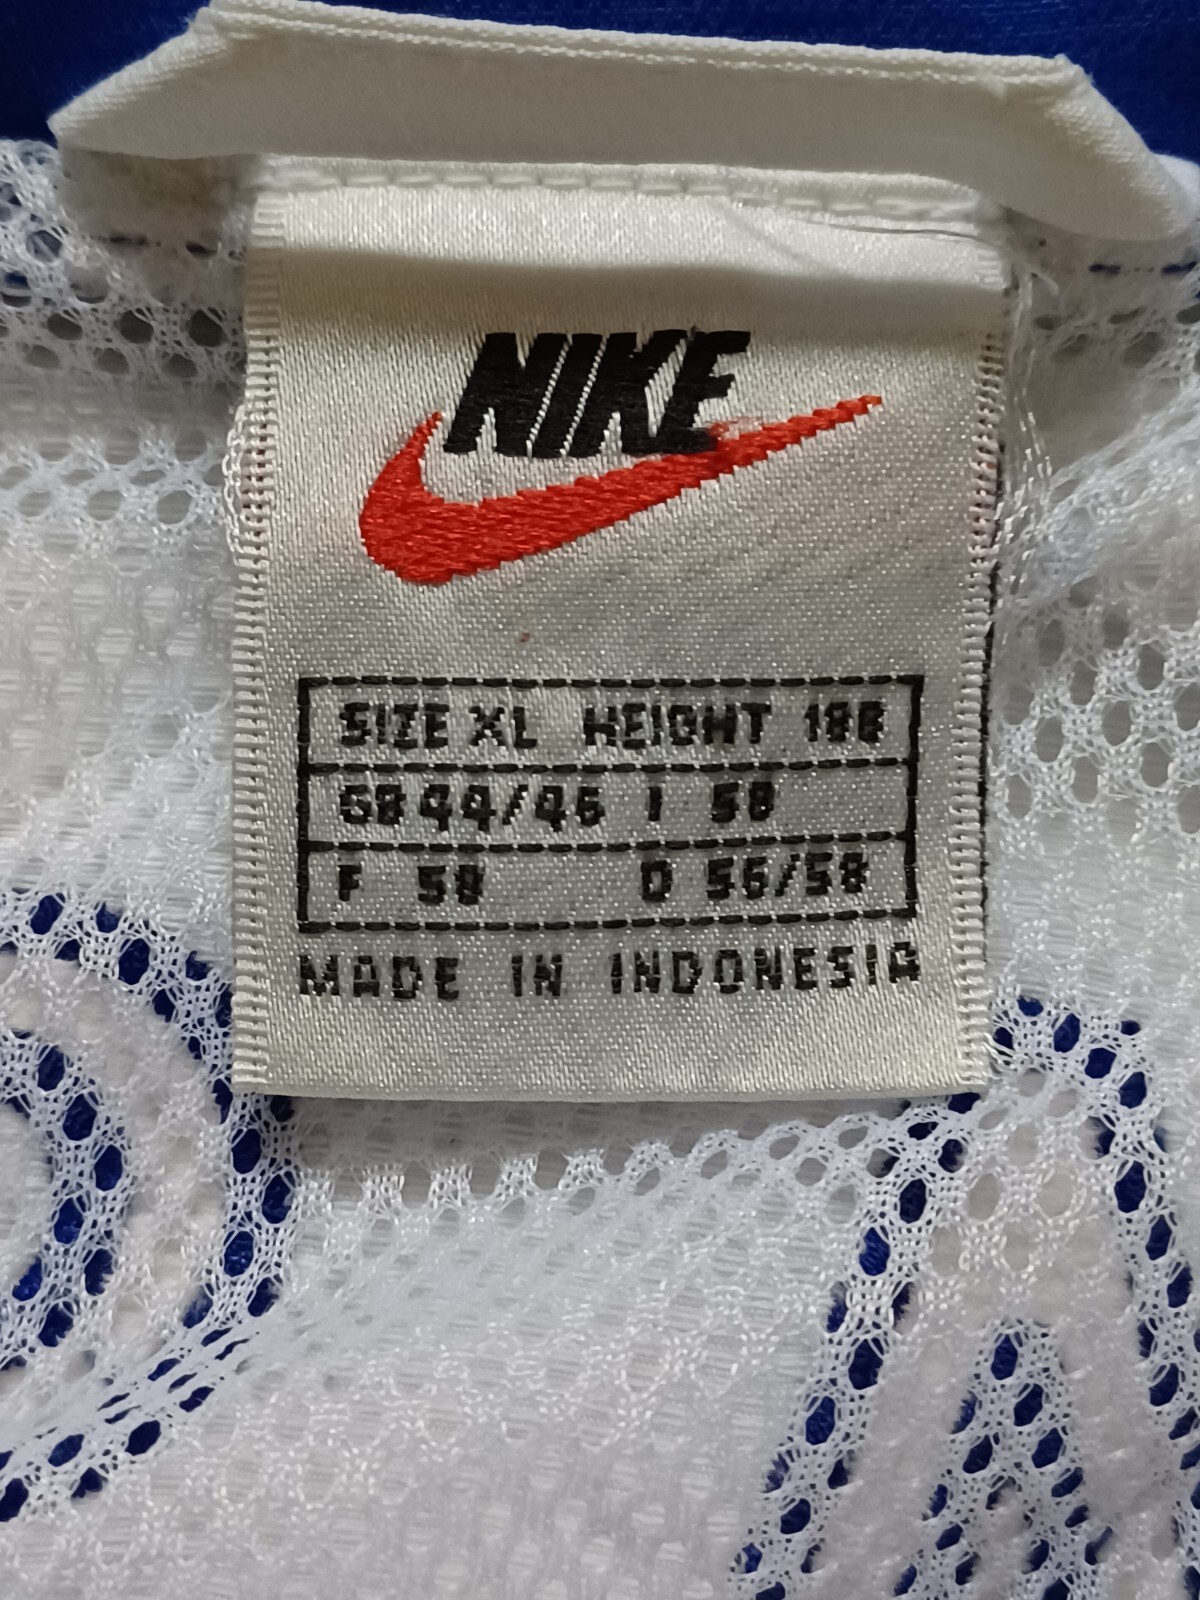 NIKE
SIZE XL HEIGHT 188
GB 44/46 I 58
F 58 D 56/58
MADE IN INDONESIA